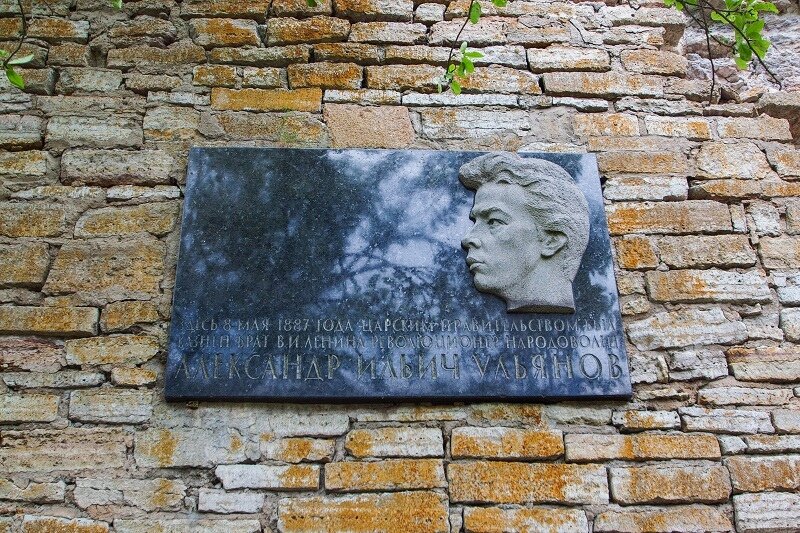 ЗДЕСЬ 8 МАЯ 1887 ГОДА ЦАРСКИМ ПРАВИТЕЛЬСТВОМ БЫЛ
КАЗНЕН БРАТ В.И. ЛЕНИНА РЕВОЛЮЦИОНЕР НАРОДОВОЛЕЦ
АЛЕКСАНДР ИЛЬИЧ УЛЬЯНОВ